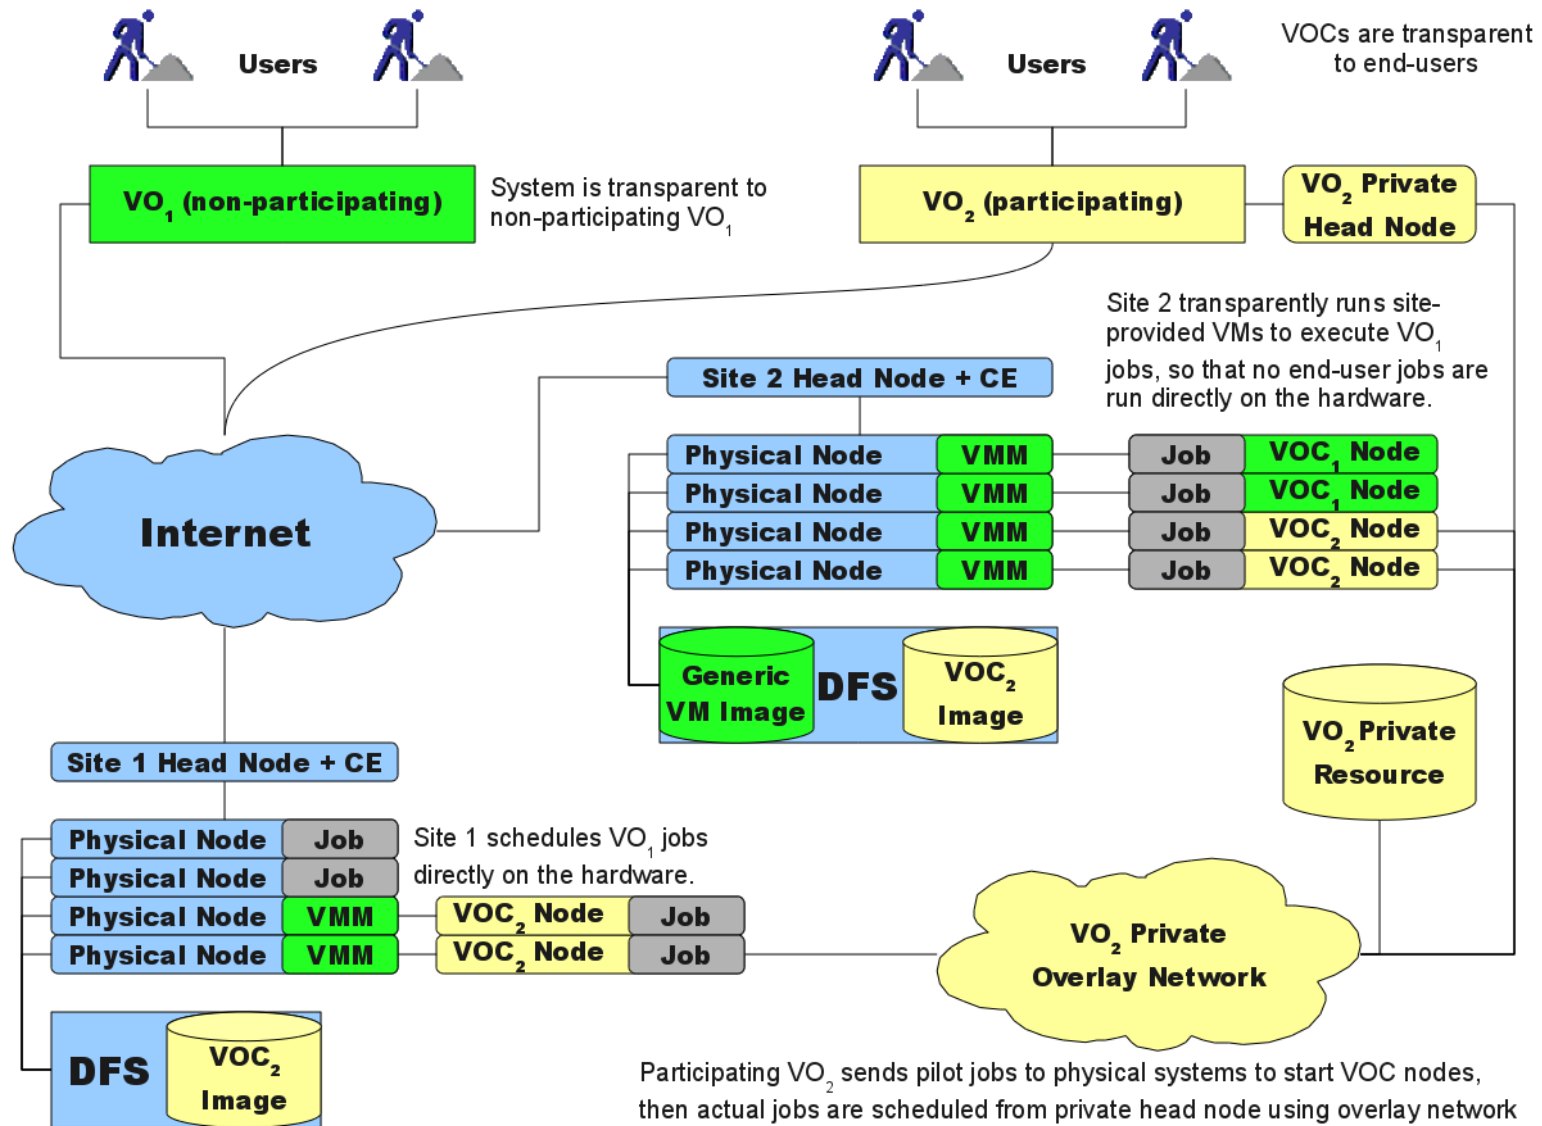 Users
Users
VOCs are transparent
to end-users
VO1 (non-participating)
System is transparent to
non-participating VO1
VO2 (participating)
VO2 Private
Head Node
Site 2 transparently runs site-
provided VMs to execute VO1
jobs, so that no end-user jobs are
run directly on the hardware.
Site 2 Head Node + CE
Physical Node VMM Job VOC1 Node
Physical Node VMM Job VOC1 Node
Physical Node VMM Job VOC2 Node
Physical Node VMM Job VOC2 Node
Internet
Generic
VM Image
DFS
VOC2
Image
VO2 Private
Resource
Site 1 Head Node + CE
Physical Node Job
Physical Node Job
Physical Node VMM VOC2 Node Job
Physical Node VMM VOC2 Node Job
Site 1 schedules VO1 jobs
directly on the hardware.
VO2 Private
Overlay Network
DFS
VOC2
Image
Participating VO2 sends pilot jobs to physical systems to start VOC nodes,
then actual jobs are scheduled from private head node using overlay network